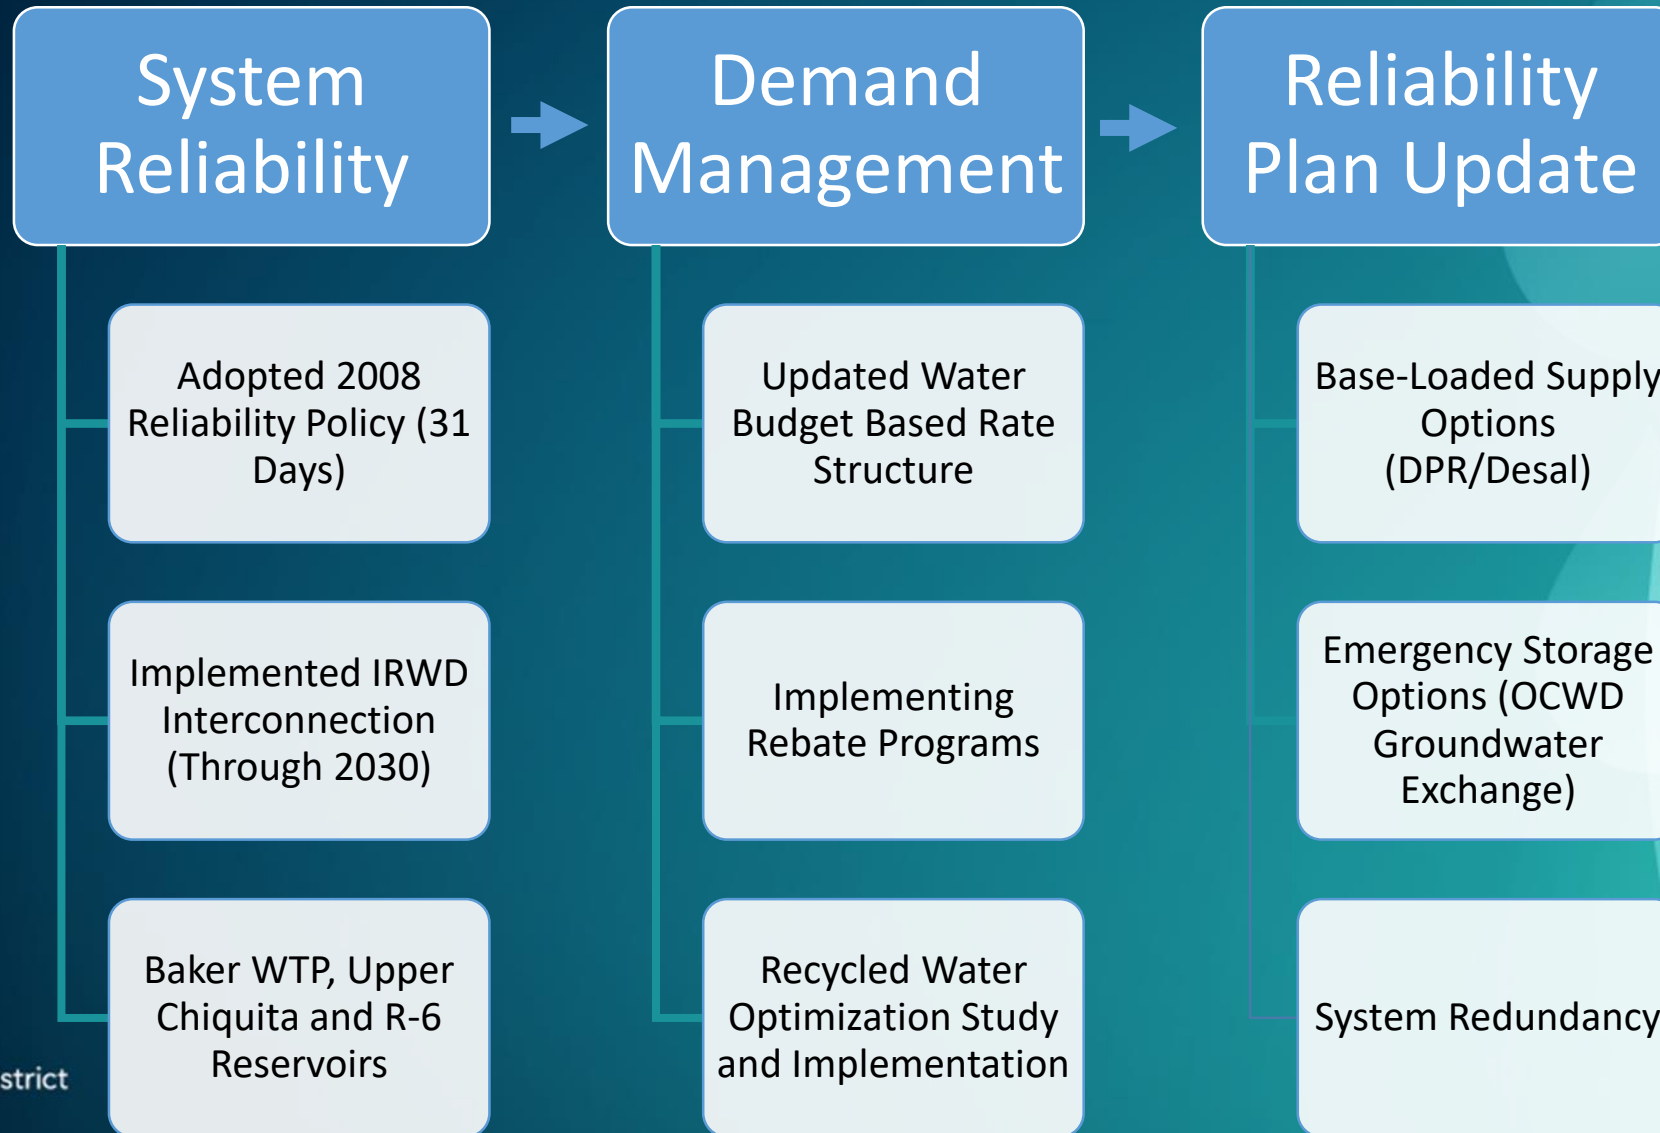 System
Reliability
Adopted 2008
Reliability Policy (31
Days)
Implemented IRWD
Interconnection
(Through 2030)
Baker WTP, Upper
Chiquita and R-6
Reservoirs
Demand
Management
Updated Water
Budget Based Rate
Structure
Implementing
Rebate Programs
Recycled Water
Optimization Study
and Implementation
Reliability
Plan Update
Base-Loaded Supply
Options
(DPR/Desal)
Emergency Storage
Options (OCWD
Groundwater
Exchange)
System Redundancy
strict